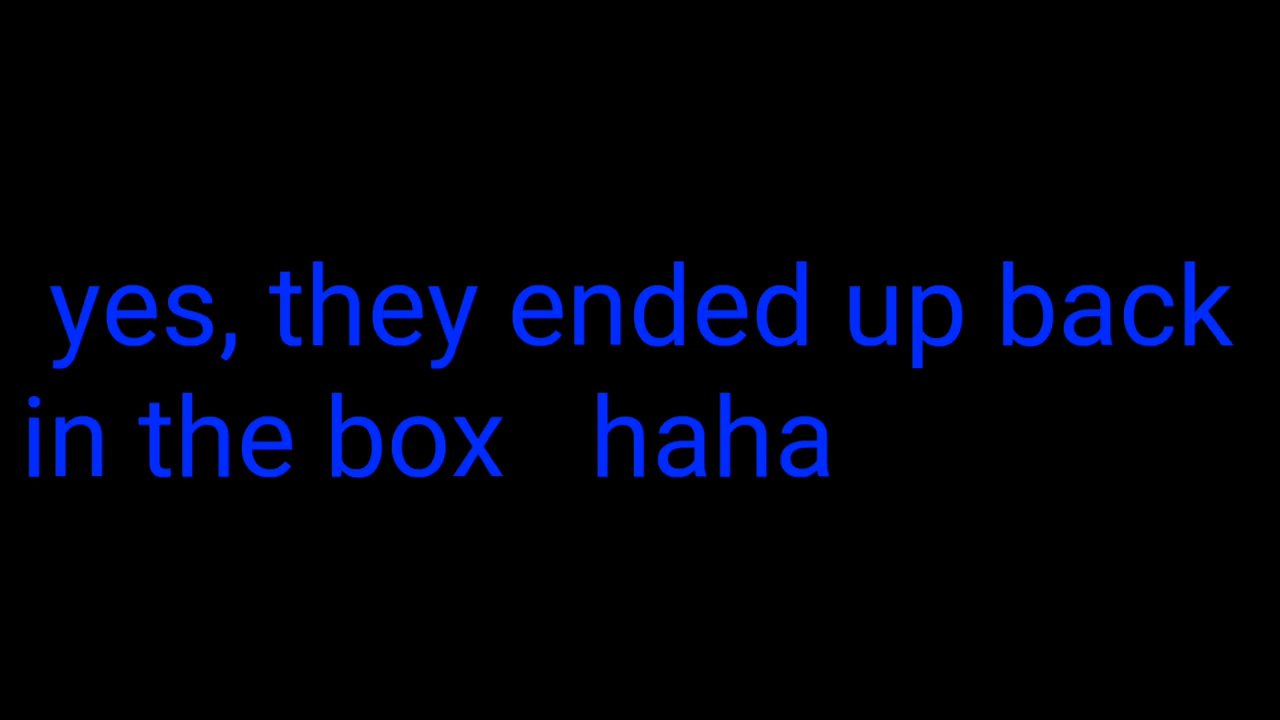 yes, they ended up back
in the box   haha